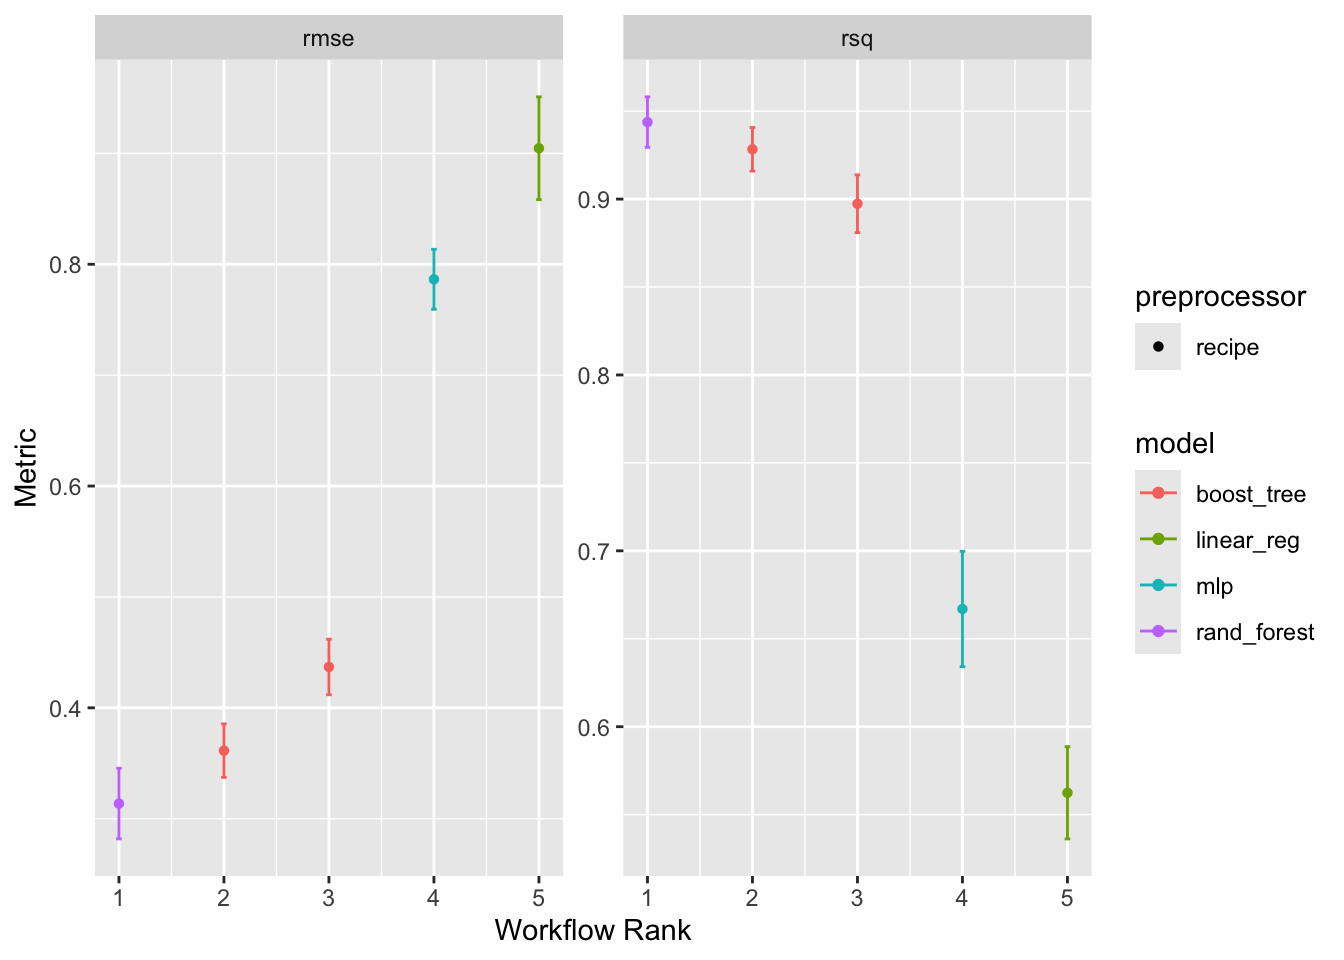 rmse
rsq
Metric
0.8
0.6
0.4
0.9
0.8
0.7
0.6
1 2 3 4 5
1 2 3 4 5
Workflow Rank
preprocessor
recipe
model
boost_tree
linear_reg
mlp
rand_forest